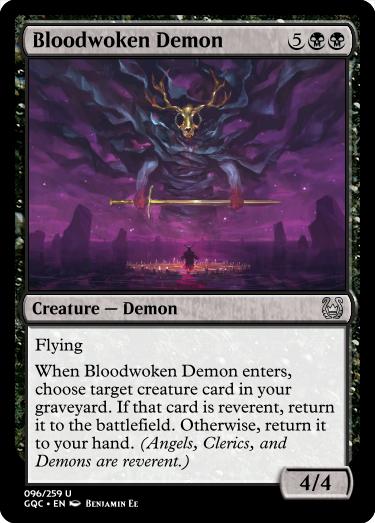 Bloodwoken Demon 5
Creature — Demon
Flying
When Bloodwoken Demon enters,
choose target creature card in your
graveyard. If that card is reverent, return
it to the battlefield. Otherwise, return it
to your hand. (Angels, Clerics, and
Demons are reverent.)
4/4
096/259 U
GQC • EN Benjamin Ee